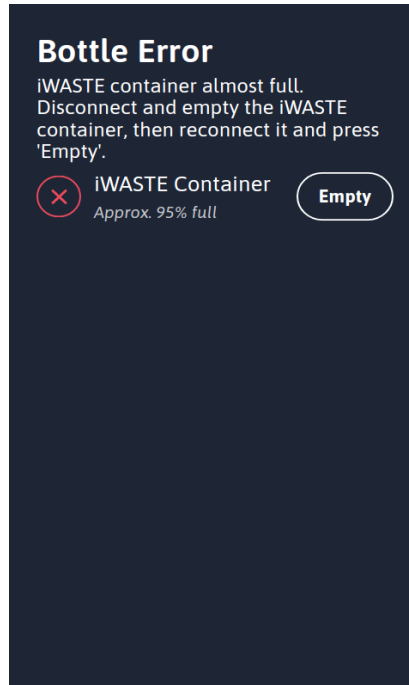 Bottle Error
iWASTE container almost full.
Disconnect and empty the iWASTE
container, then reconnect it and press
'Empty'.
iWASTE Container
Empty
Approx. 95% full